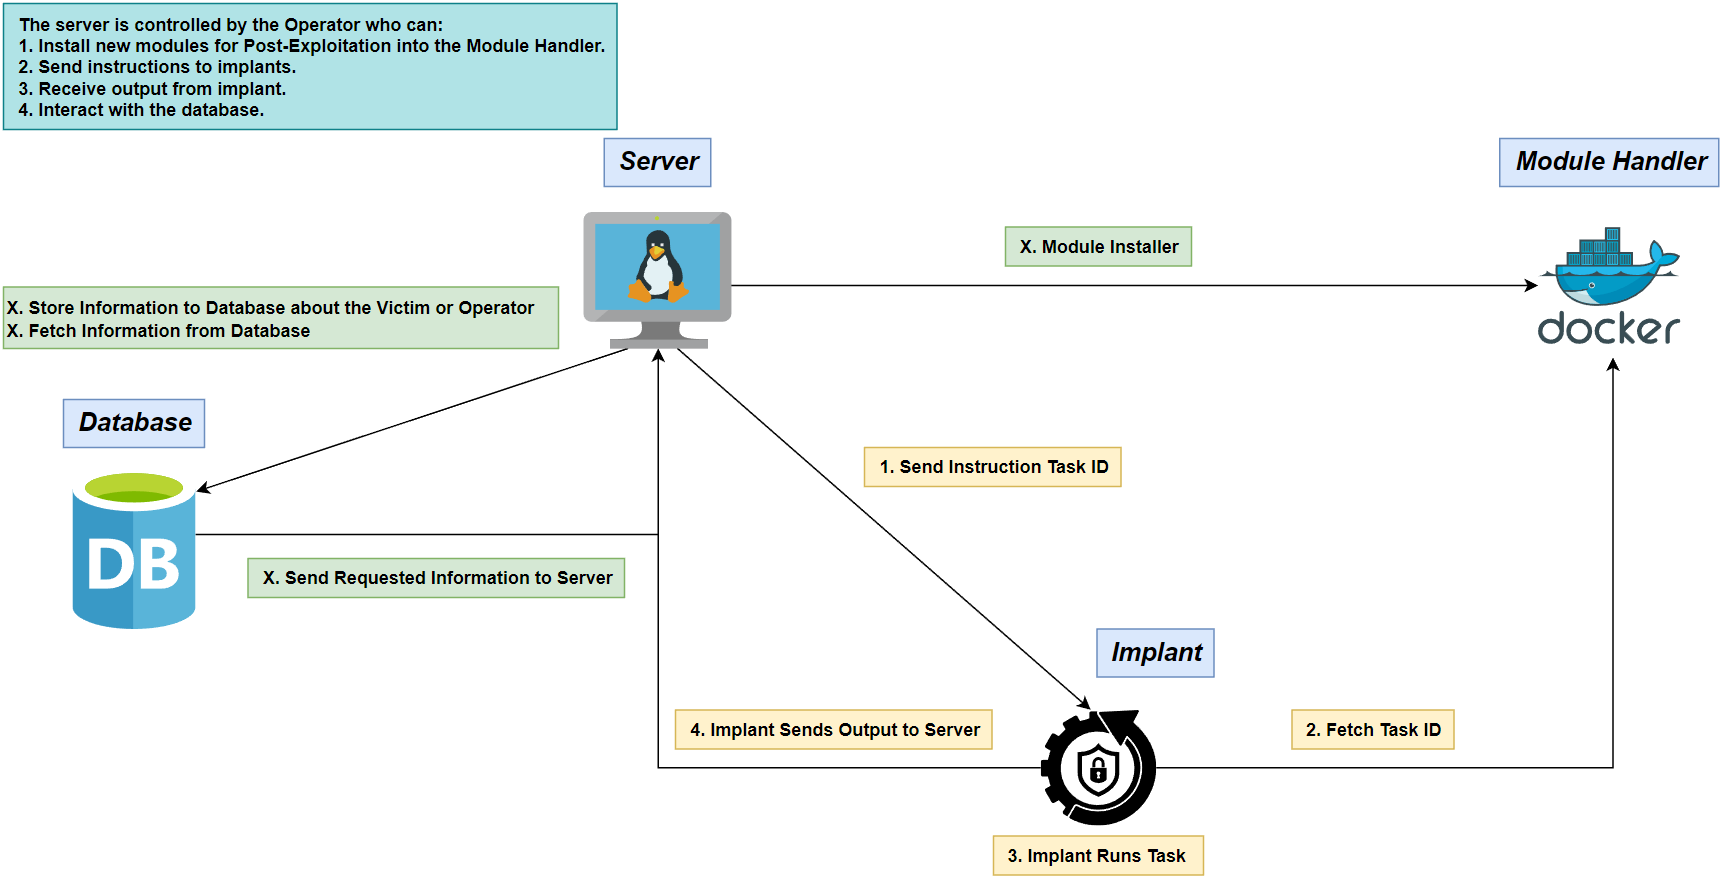 The server is controlled by the Operator who can:
1. Install new modules for Post-Exploitation into the Module Handler.
2. Send instructions to implants.
3. Receive output from implant.
4. Interact with the database.
Server
Module Handler
X. Module Installer
docker
X. Store Information to Database about the Victim or Operator
X. Fetch Information from Database
Database
1. Send Instruction Task ID
DB
X. Send Requested Information to Server
Implant
4. Implant Sends Output to Server
2. Fetch Task ID
3. Implant Runs Task